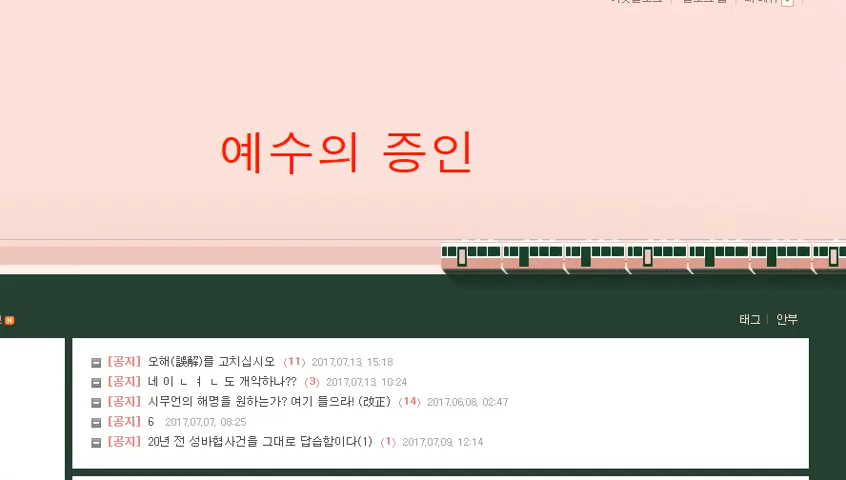 예수의 증인
태그 안부
[공지] 오해(誤解)를 고치십시오 (11) 2017.07.13. 15:18
[공지] 네 이 ㄴ ㅕ ㄴ 도 개악하나?? (3) 2017.07.13. 10:24
[공지] 시무언의 해명을 원하는가? 여기 들으라! (改正) (14) 2017.06.08. 02:47
[공지] 6 2017.07.07. 08:25
[공지] 20년 전 성바협사건을 그대로 답습함이다(1) (1) 2017.07.09. 12:14